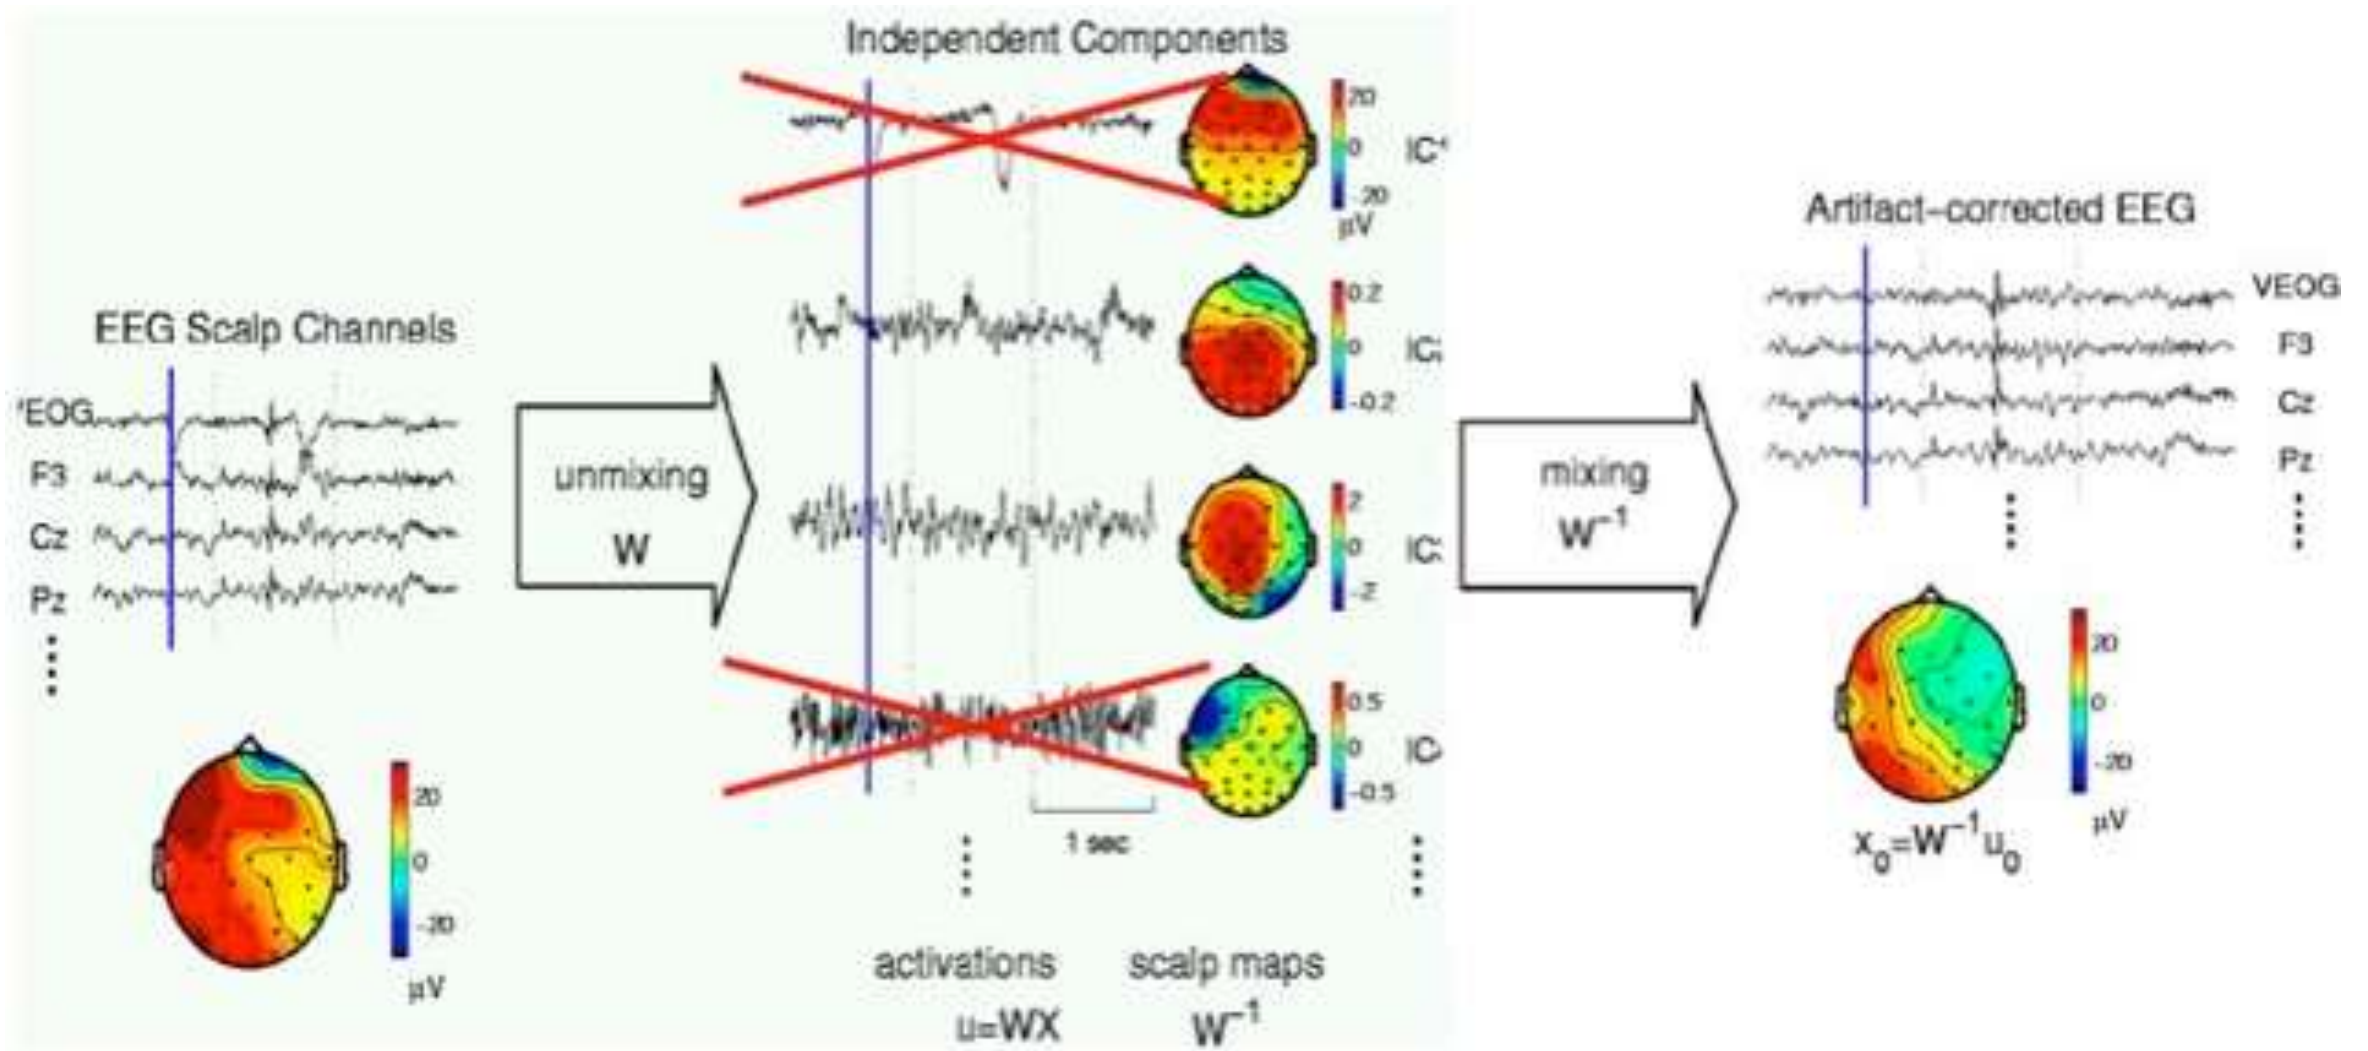 Independent Components
20
0
-20
µV
0.2
0
-0.2
2
0
-2
0.5
0
-0.5
1 sec
activations
scalp maps
u=WX
W⁻¹
EEG Scalp Channels
F3
Cz
Pz
20
0
-20
µV
unmixing
W
mixing
W⁻¹
Artifact-corrected EEG
VEOG
F3
Cz
Pz
20
0
-20
µV
x₀=W⁻¹u₀